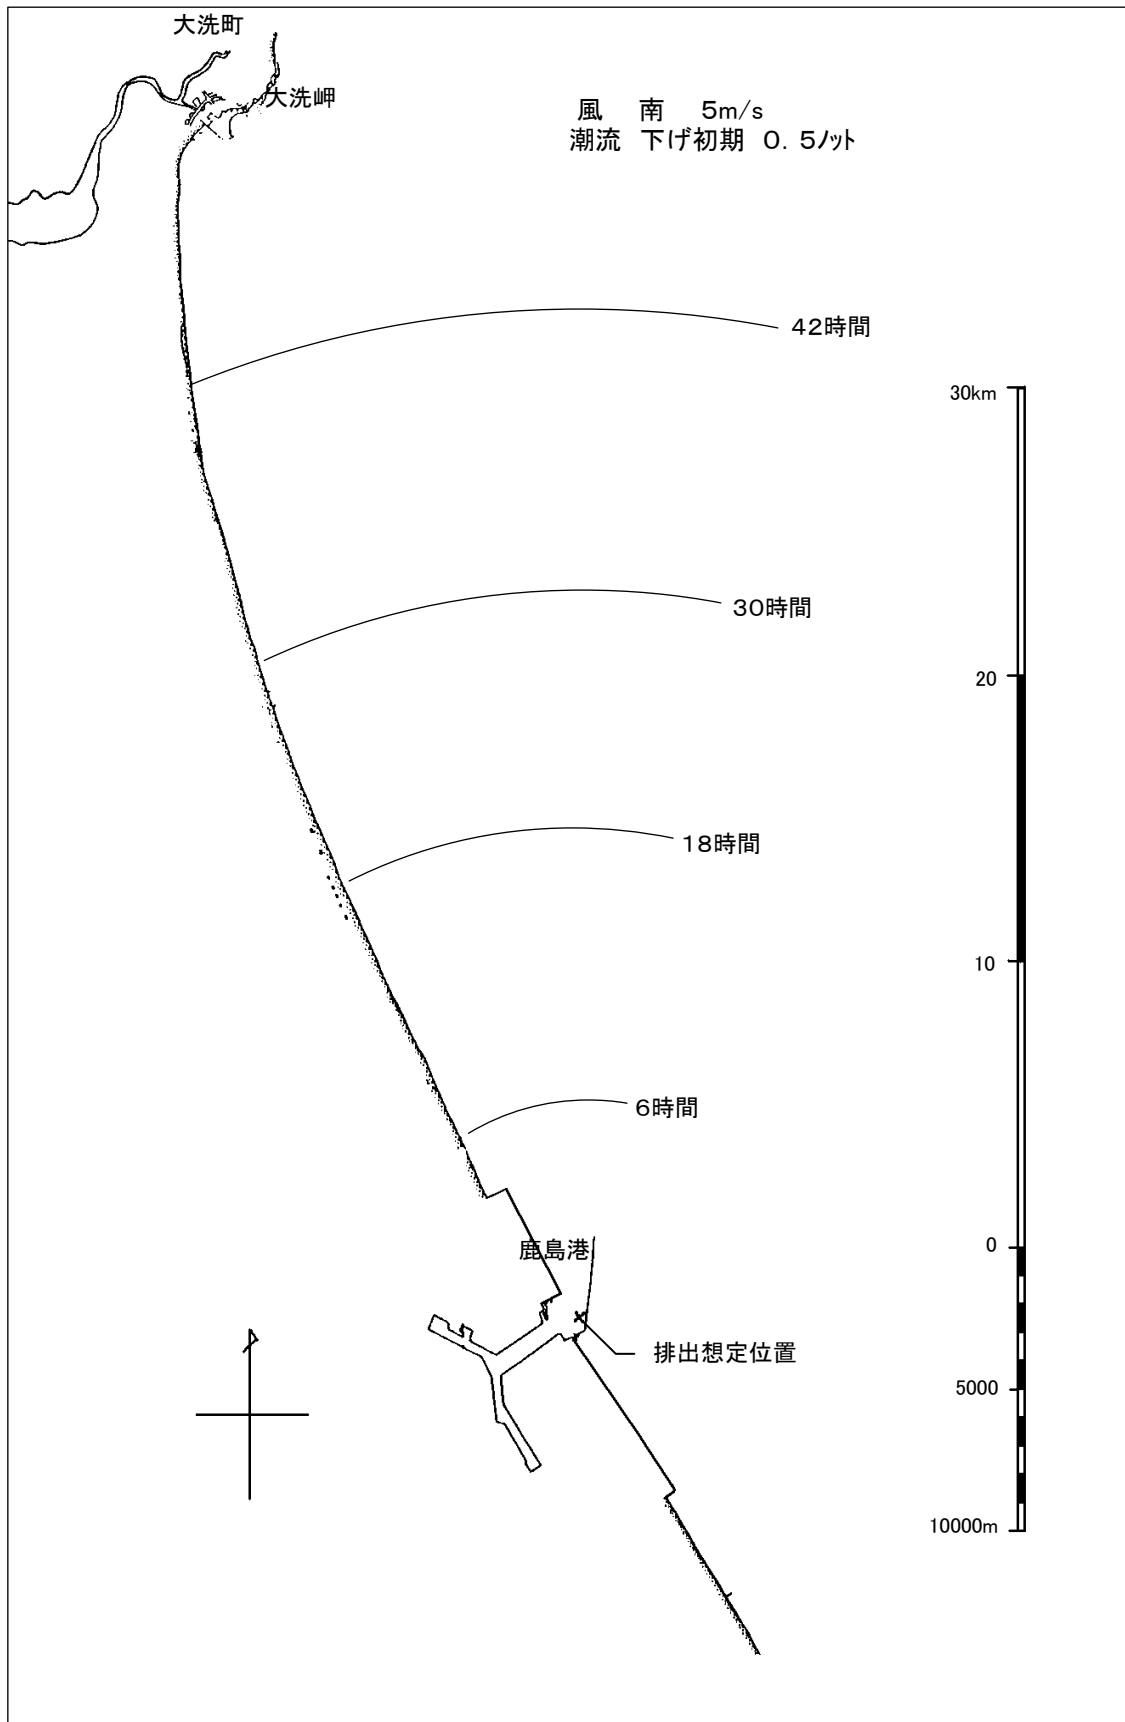 大洗町
大洗岬
風　南　5m/s
潮流 下げ初期 0.5ﾉｯﾄ
42時間
30km
30時間
20
18時間
10
6時間
鹿島港
0
排出想定位置
5000
10000m